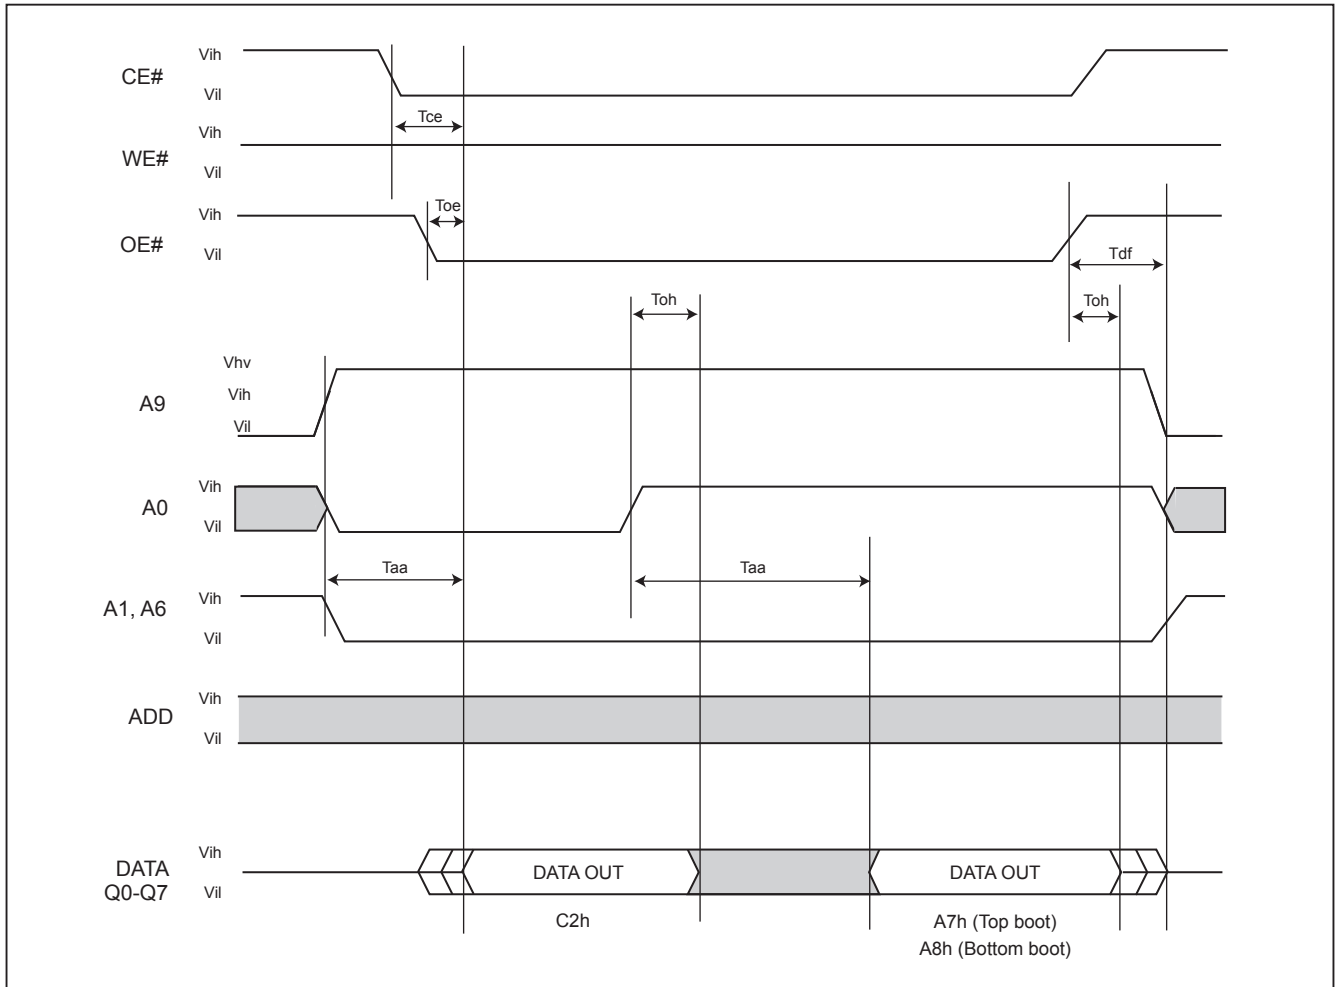 CE#
Vih
Vil
Tce
WE#
Vih
Vil
OE#
Vih
Vil
Toe
Tdf
Toh
Toh
A9
Vhv
Vih
Vil
A0
Vih
Vil
Taa
Taa
A1, A6
Vih
Vil
ADD
Vih
Vil
DATA
Q0-Q7
Vih
Vil
DATA OUT
DATA OUT
C2h
A7h (Top boot)
A8h (Bottom boot)